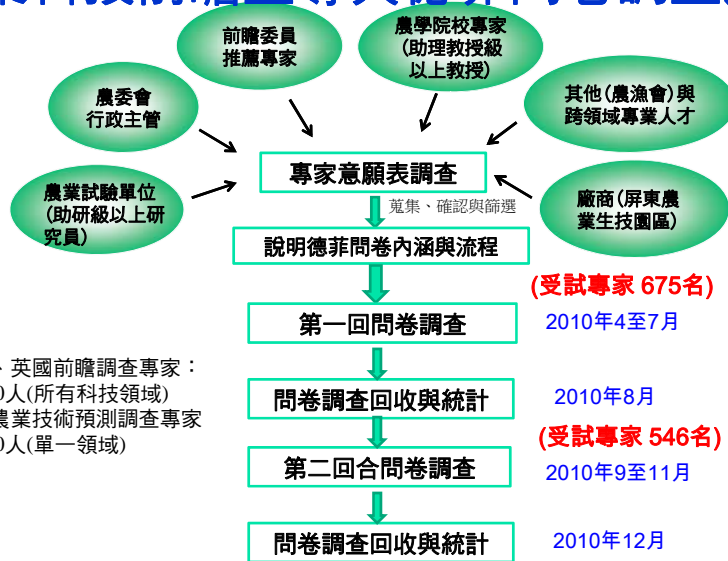 前瞻委員
推薦專家
農學院校專家
(助理教授級
以上教授)
農委會
行政主管
其他(農漁會)與
跨領域專業人才
農業試驗單位
(助研級以上研
究員)
專家意願表調查
廠商(屏東農
業生技園區)
蒐集、確認與篩選
說明德菲問卷內涵與流程
(受試專家 675名)
第一回問卷調查
2010年4至7月
、英國前瞻調查專家：
0人(所有科技領域)
農業技術預測調查專家
0人(單一領域)
問卷調查回收與統計
2010年8月
(受試專家 546名)
第二回合問卷調查
2010年9至11月
問卷調查回收與統計
2010年12月